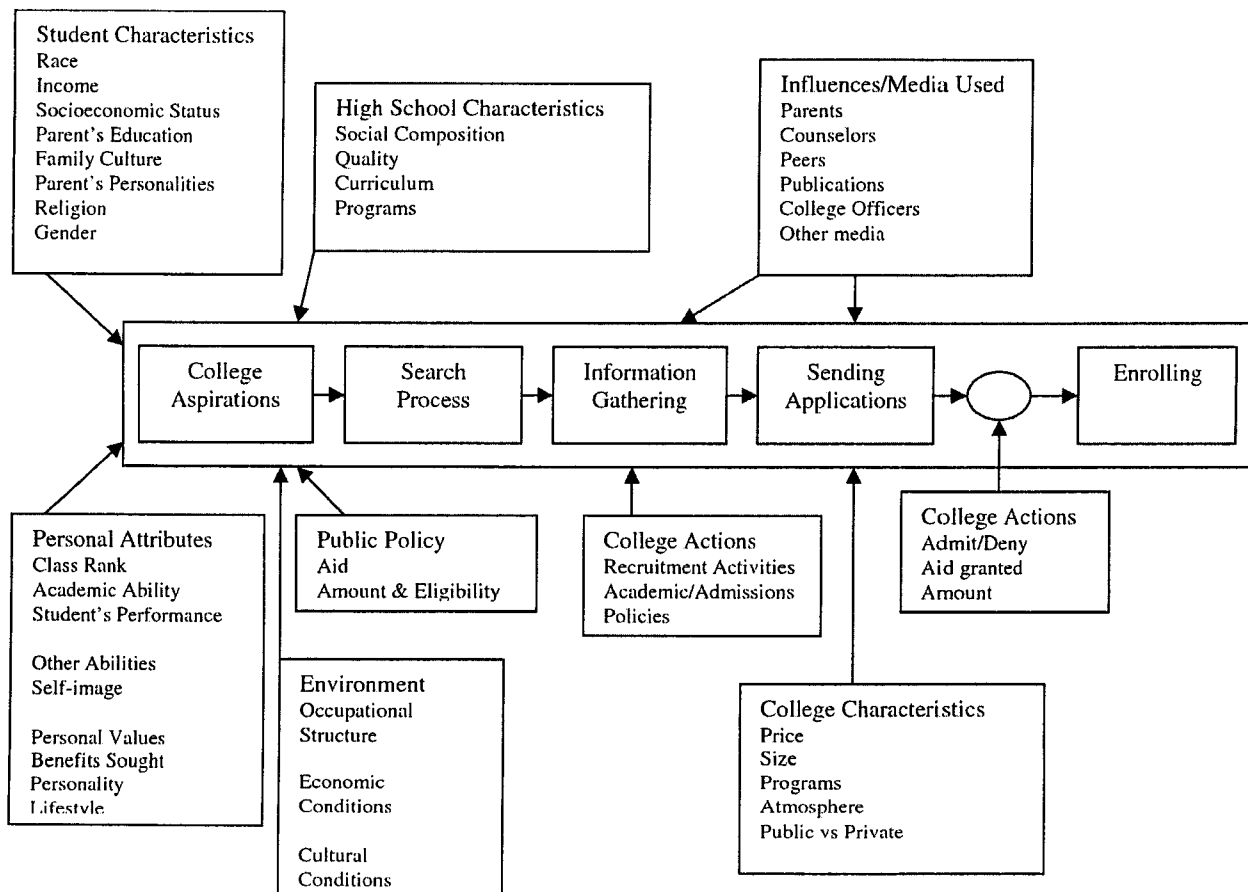 Student Characteristics
Race
Income
Socioeconomic Status
Parent's Education
Family Culture
Parent's Personalities
Religion
Gender
High School Characteristics
Social Composition
Quality
Curriculum
Programs
Influences/Media Used
Parents
Counselors
Peers
Publications
College Officers
Other media
College
Aspirations
Search
Process
Information
Gathering
Sending
Applications
Enrolling
Personal Attributes
Class Rank
Academic Ability
Student's Performance
Other Abilities
Self-image
Personal Values
Benefits Sought
Personality
Lifestyle
Public Policy
Aid
Amount & Eligibility
Environment
Occupational
Structure
Economic
Conditions
Cultural
Conditions
College Actions
Recruitment Activities
Academic/Admissions
Policies
College Characteristics
Price
Size
Programs
Atmosphere
Public vs Private
College Actions
Admit/Deny
Aid granted
Amount